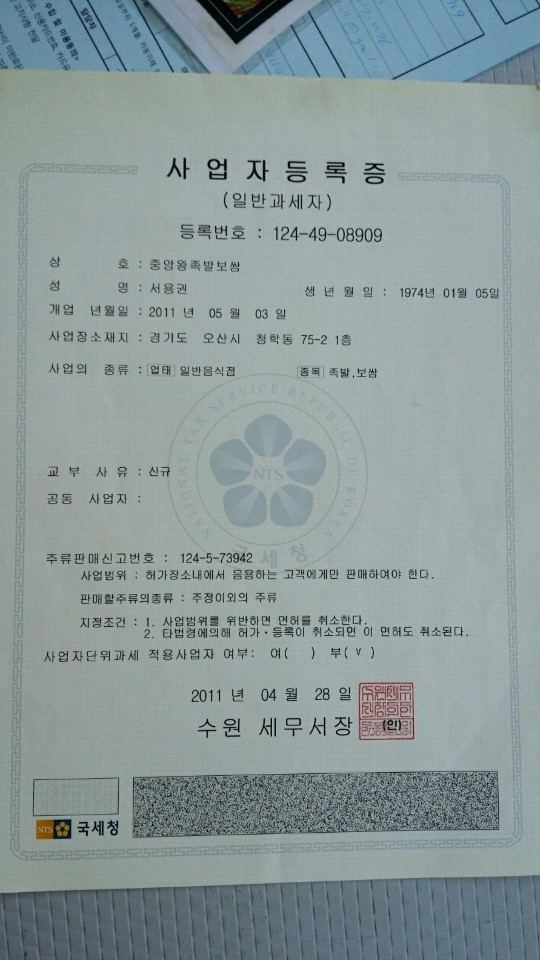 사업자등록증
(일반과세자)
등록번호 : 124-49-08909
상 호 : 중앙왕족발보쌈
성 명 : 서용권 생 년 월 일 : 1974년 01월 05일
개업 년월일 : 2011 년 05 월 03 일
사업장소재지 : 경기도 오산시 청학동 75-2 1층
사업의 종류 : 업태 일반음식점 종목 족발,보쌈
NATIONAL TAX SERVICE REPUBLIC OF KOREA
NTS
국세청
교 부 사 유 : 신규
공동 사업자 :
주류판매신고번호 : 124-5-73942
사업범위 : 허가장소내에서 음용하는 고객에게만 판매하여야 한다.
판매할주류의종류 : 주정이외의 주류
지정조건 : 1. 사업범위를 위반하면 면허를 취소한다.
2. 타법령에의해 허가·등록이 취소되면 이 면허도 취소된다.
사업자단위과세 적용사업자 여부: 여( ) 부( V )
2011 년 04 월 28 일
수원 세무서장 (인)
NTS 국세청